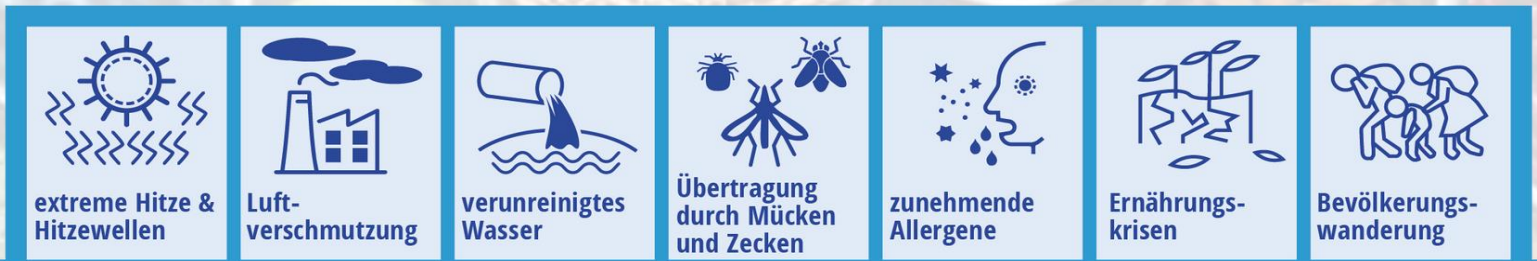 extreme Hitze &
Hitzewellen
Luft-
verschmutzung
verunreinigtes
Wasser
Übertragung
durch Mücken
und Zecken
zunehmende
Allergene
Ernährungs-
krisen
Bevölkerungs-
wanderung